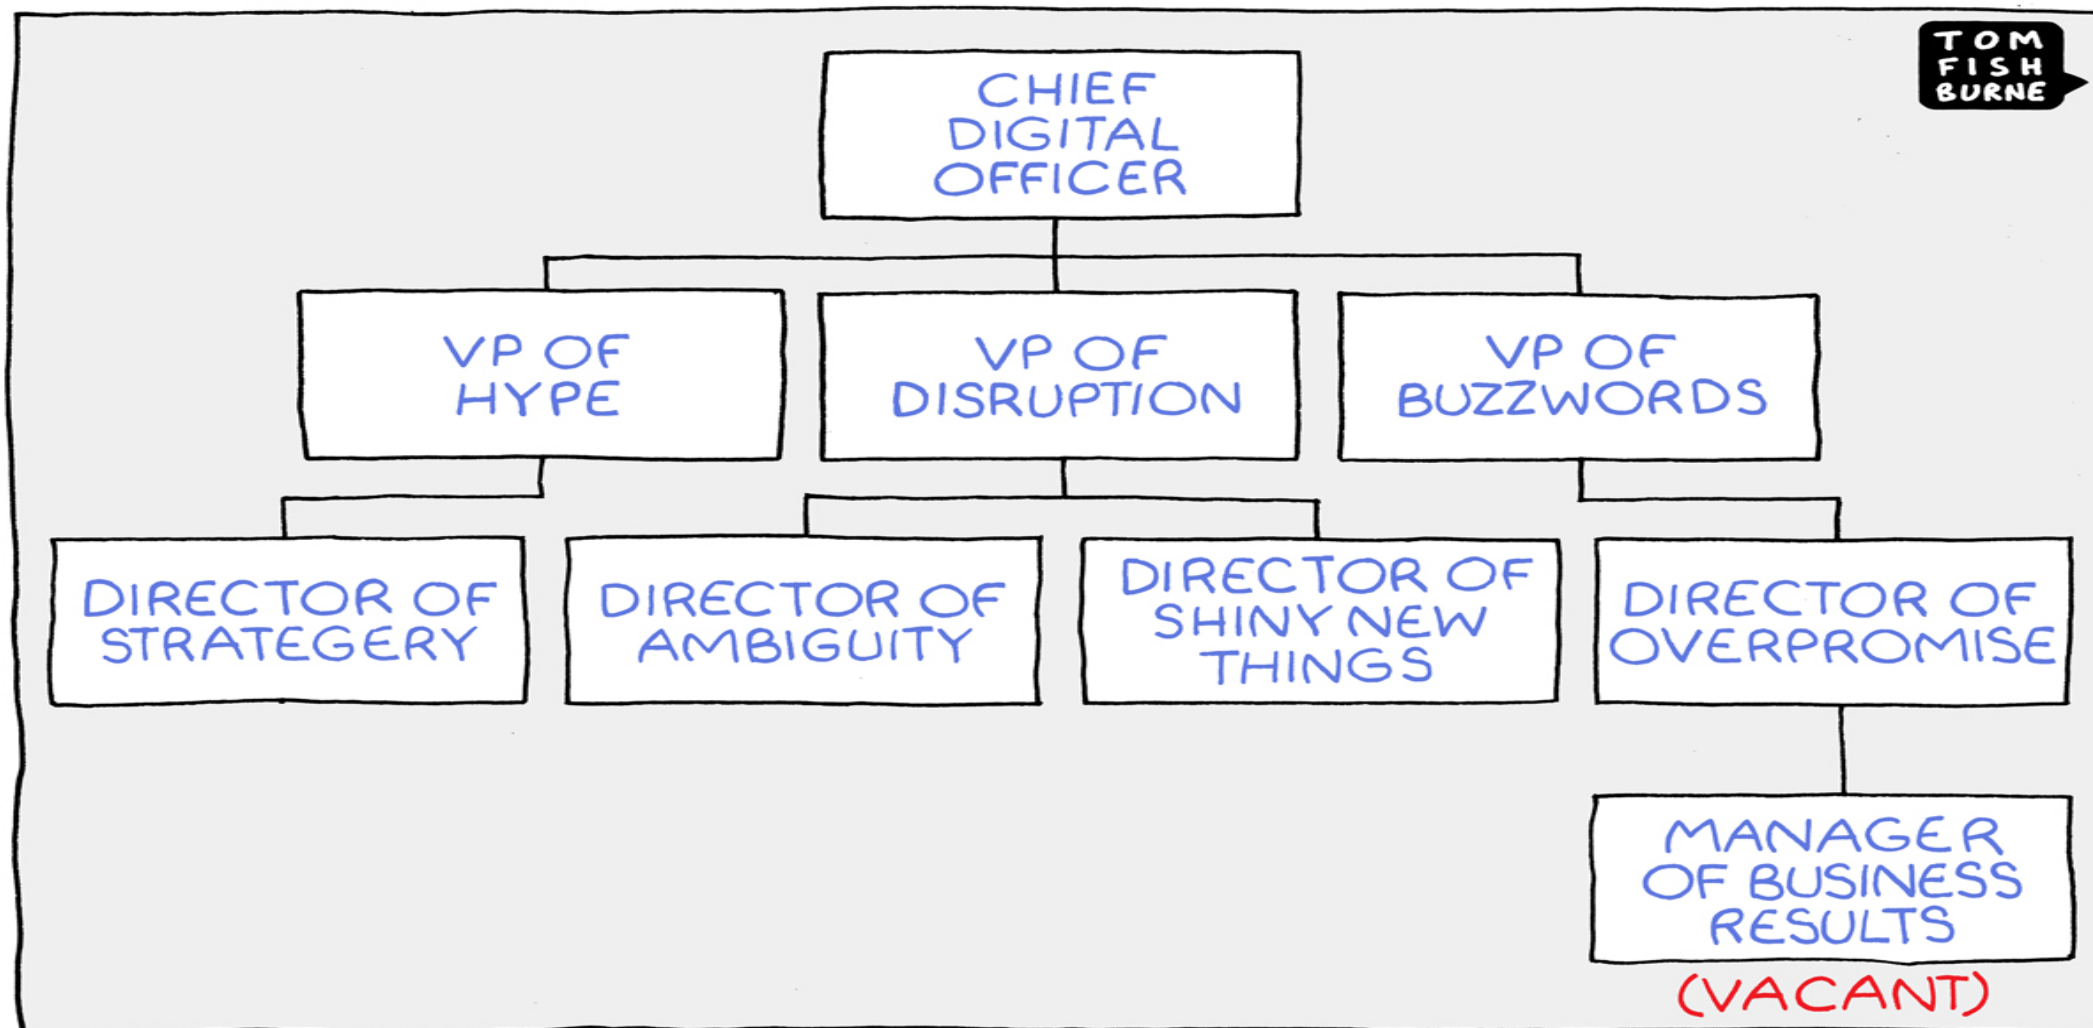 TOM
FISH
BURNE
CHIEF
DIGITAL
OFFICER
VP OF
HYPE
VP OF
DISRUPTION
VP OF
BUZZWORDS
DIRECTOR OF
STRATEGERY
DIRECTOR OF
AMBIGUITY
DIRECTOR OF
SHINY NEW
THINGS
DIRECTOR OF
OVERPROMISE
MANAGER
OF BUSINESS
RESULTS
(VACANT)